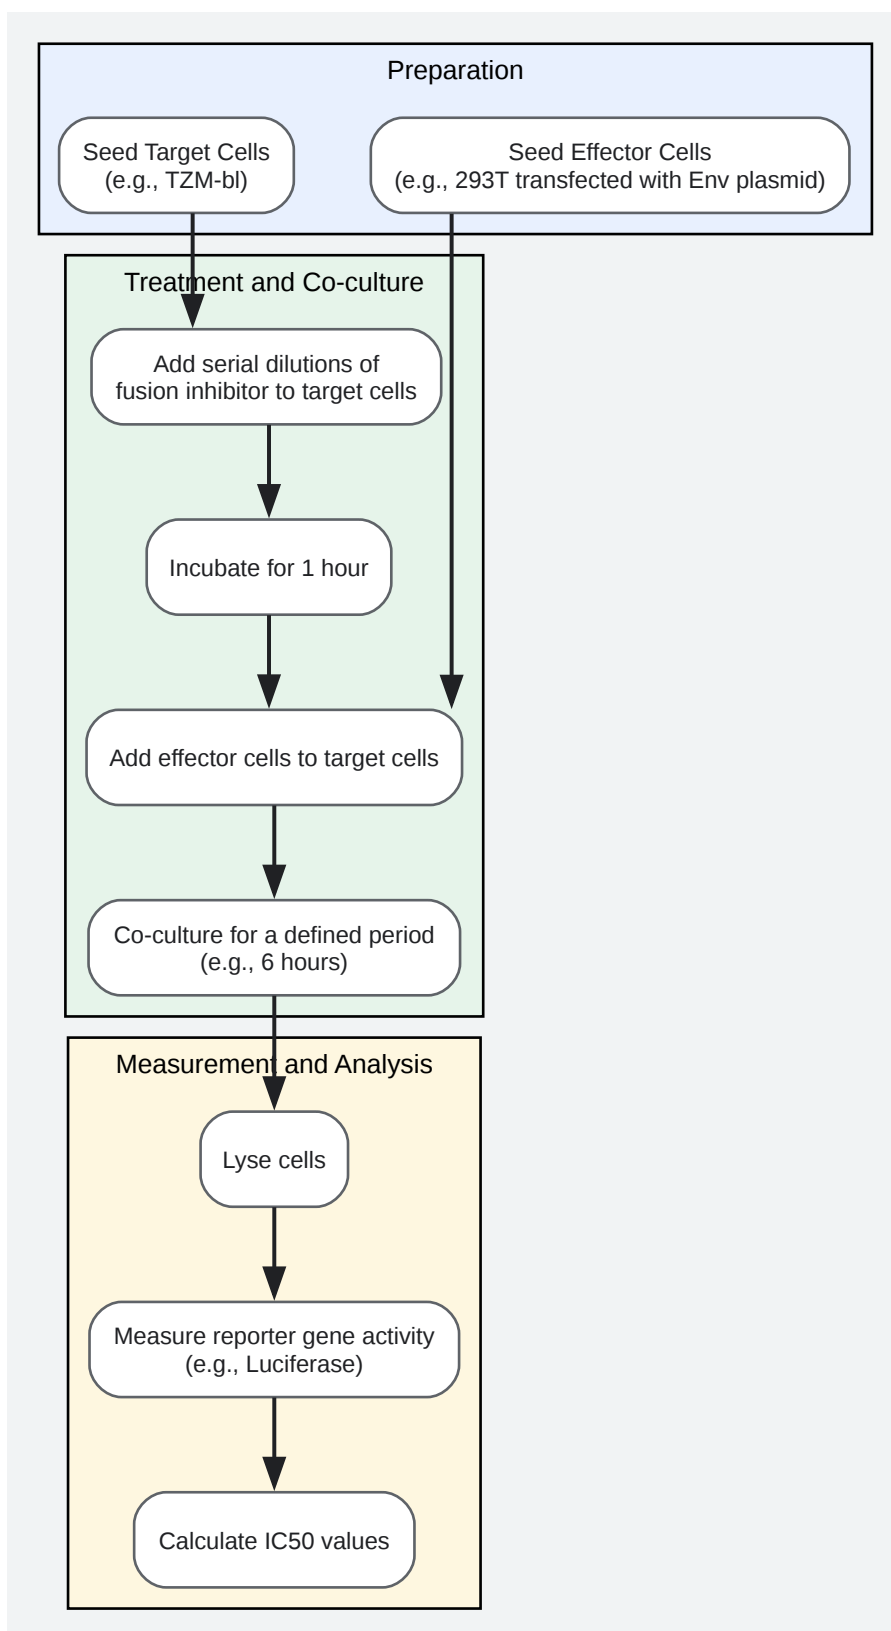 Preparation
Seed Target Cells
(e.g., TZM-bl)
Seed Effector Cells
(e.g., 293T transfected with Env plasmid)
Treatment and Co-culture
Add serial dilutions of
fusion inhibitor to target cells
Incubate for 1 hour
Add effector cells to target cells
Co-culture for a defined period
(e.g., 6 hours)
Measurement and Analysis
Lyse cells
Measure reporter gene activity
(e.g., Luciferase)
Calculate IC50 values